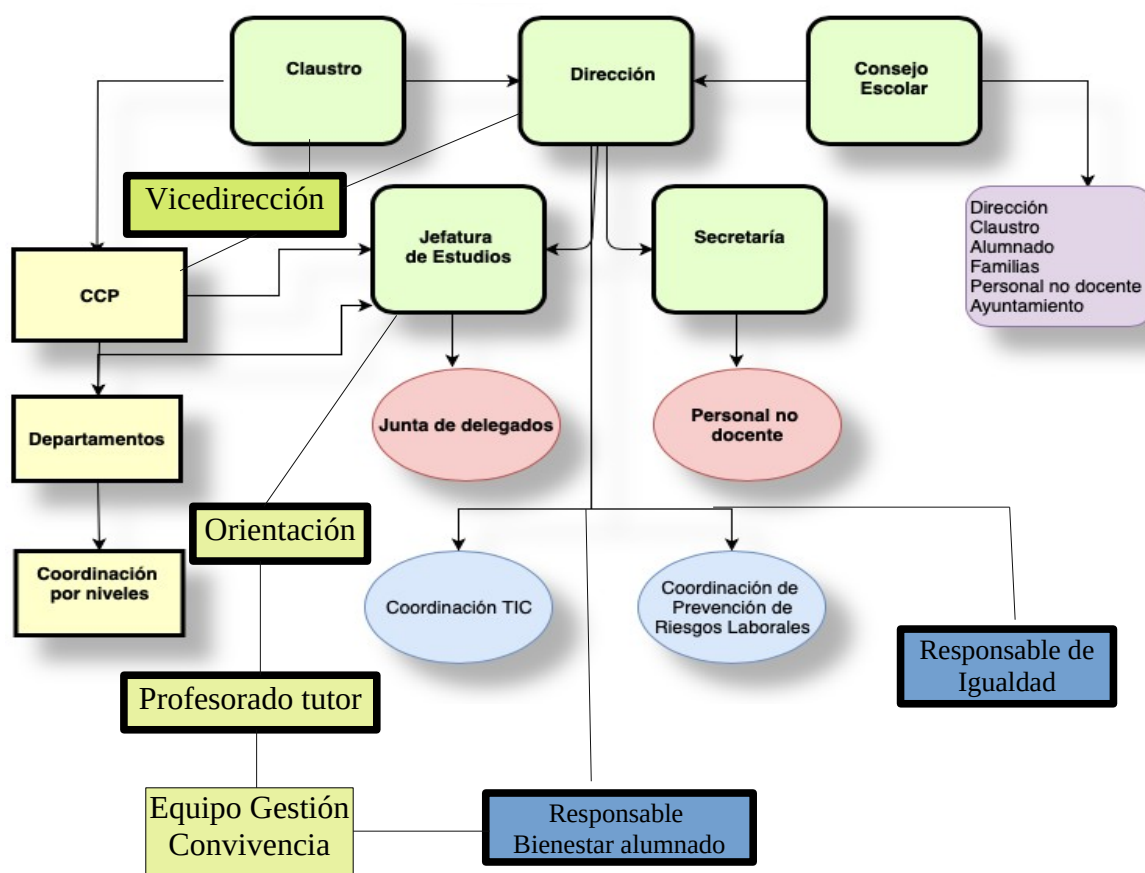 Claustro
Dirección
Consejo
Escolar
Vicedirección
Jefatura
de Estudios
Secretaría
Dirección
Claustro
Alumnado
Familias
Personal no docente
Ayuntamiento
CCP
Departamentos
Junta de delegados
Personal no
docente
Orientación
Coordinación
por niveles
Coordinación TIC
Coordinación de
Prevención de
Riesgos Laborales
Responsable de
Igualdad
Profesorado tutor
Equipo Gestión
Convivencia
Responsable
Bienestar alumnado